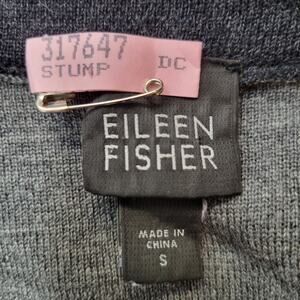 317647
STUMP DC
EILEEN
FISHER
MADE IN
CHINA
S